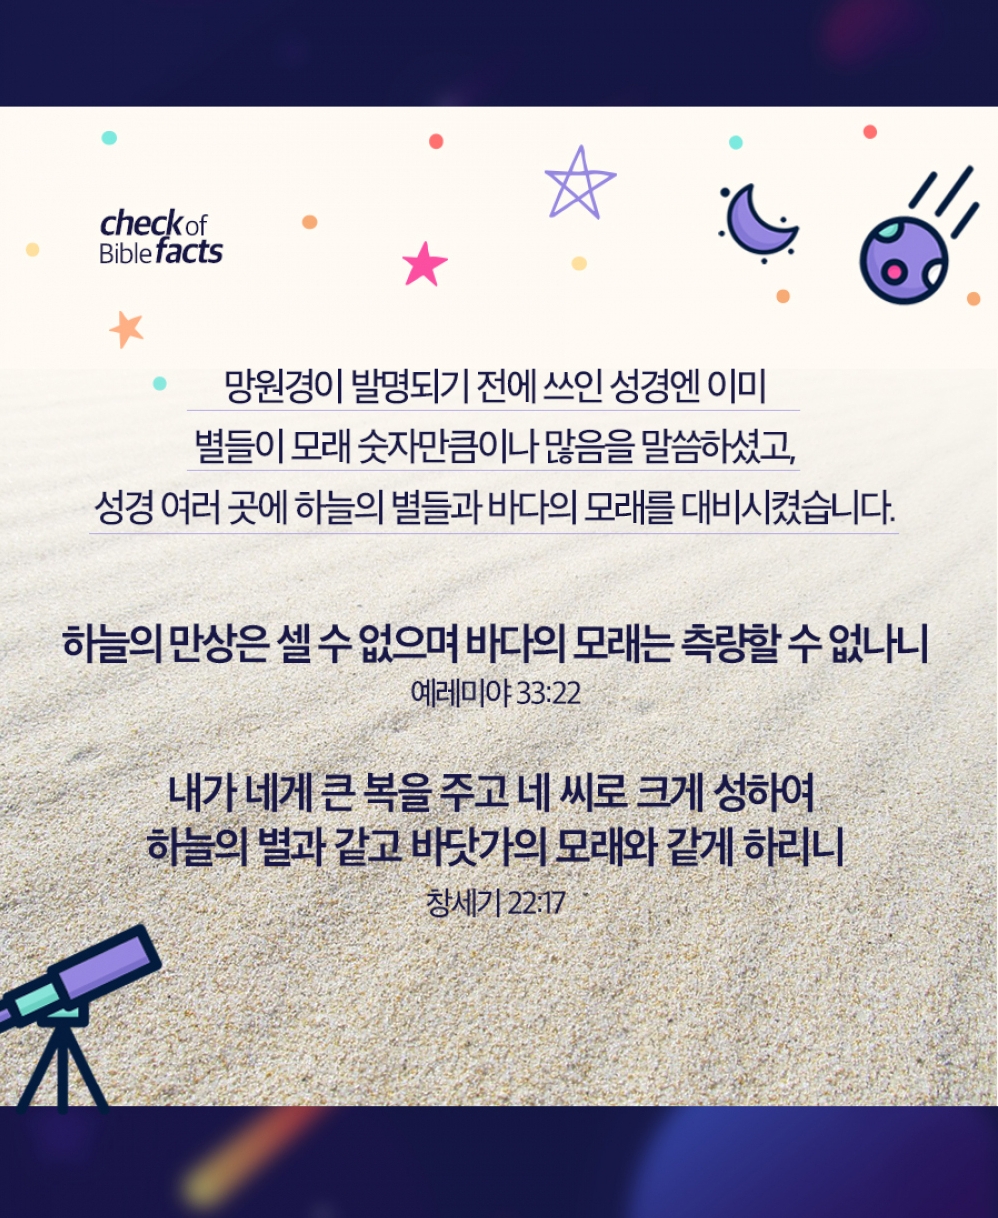 check of
Bible facts
망원경이 발명되기 전에 쓰인 성경엔 이미
별들이 모래 숫자만큼이나 많음을 말씀하셨고,
성경 여러 곳에 하늘의 별들과 바다의 모래를 대비시켰습니다.
하늘의 만상은 셀 수 없으며 바다의 모래는 측량할 수 없나니
예레미야 33:22
내가 네게 큰 복을 주고 네 씨로 크게 성하여
하늘의 별과 같고 바닷가의 모래와 같게 하리니
창세기 22:17